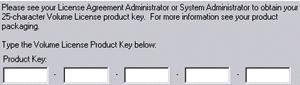 Please see your License Agreement Administrator or System Administrator to obtain your
25-character Volume License product key.  For more information see your product
packaging.
Type the Volume License Product Key below:
Product Key:
- - - -